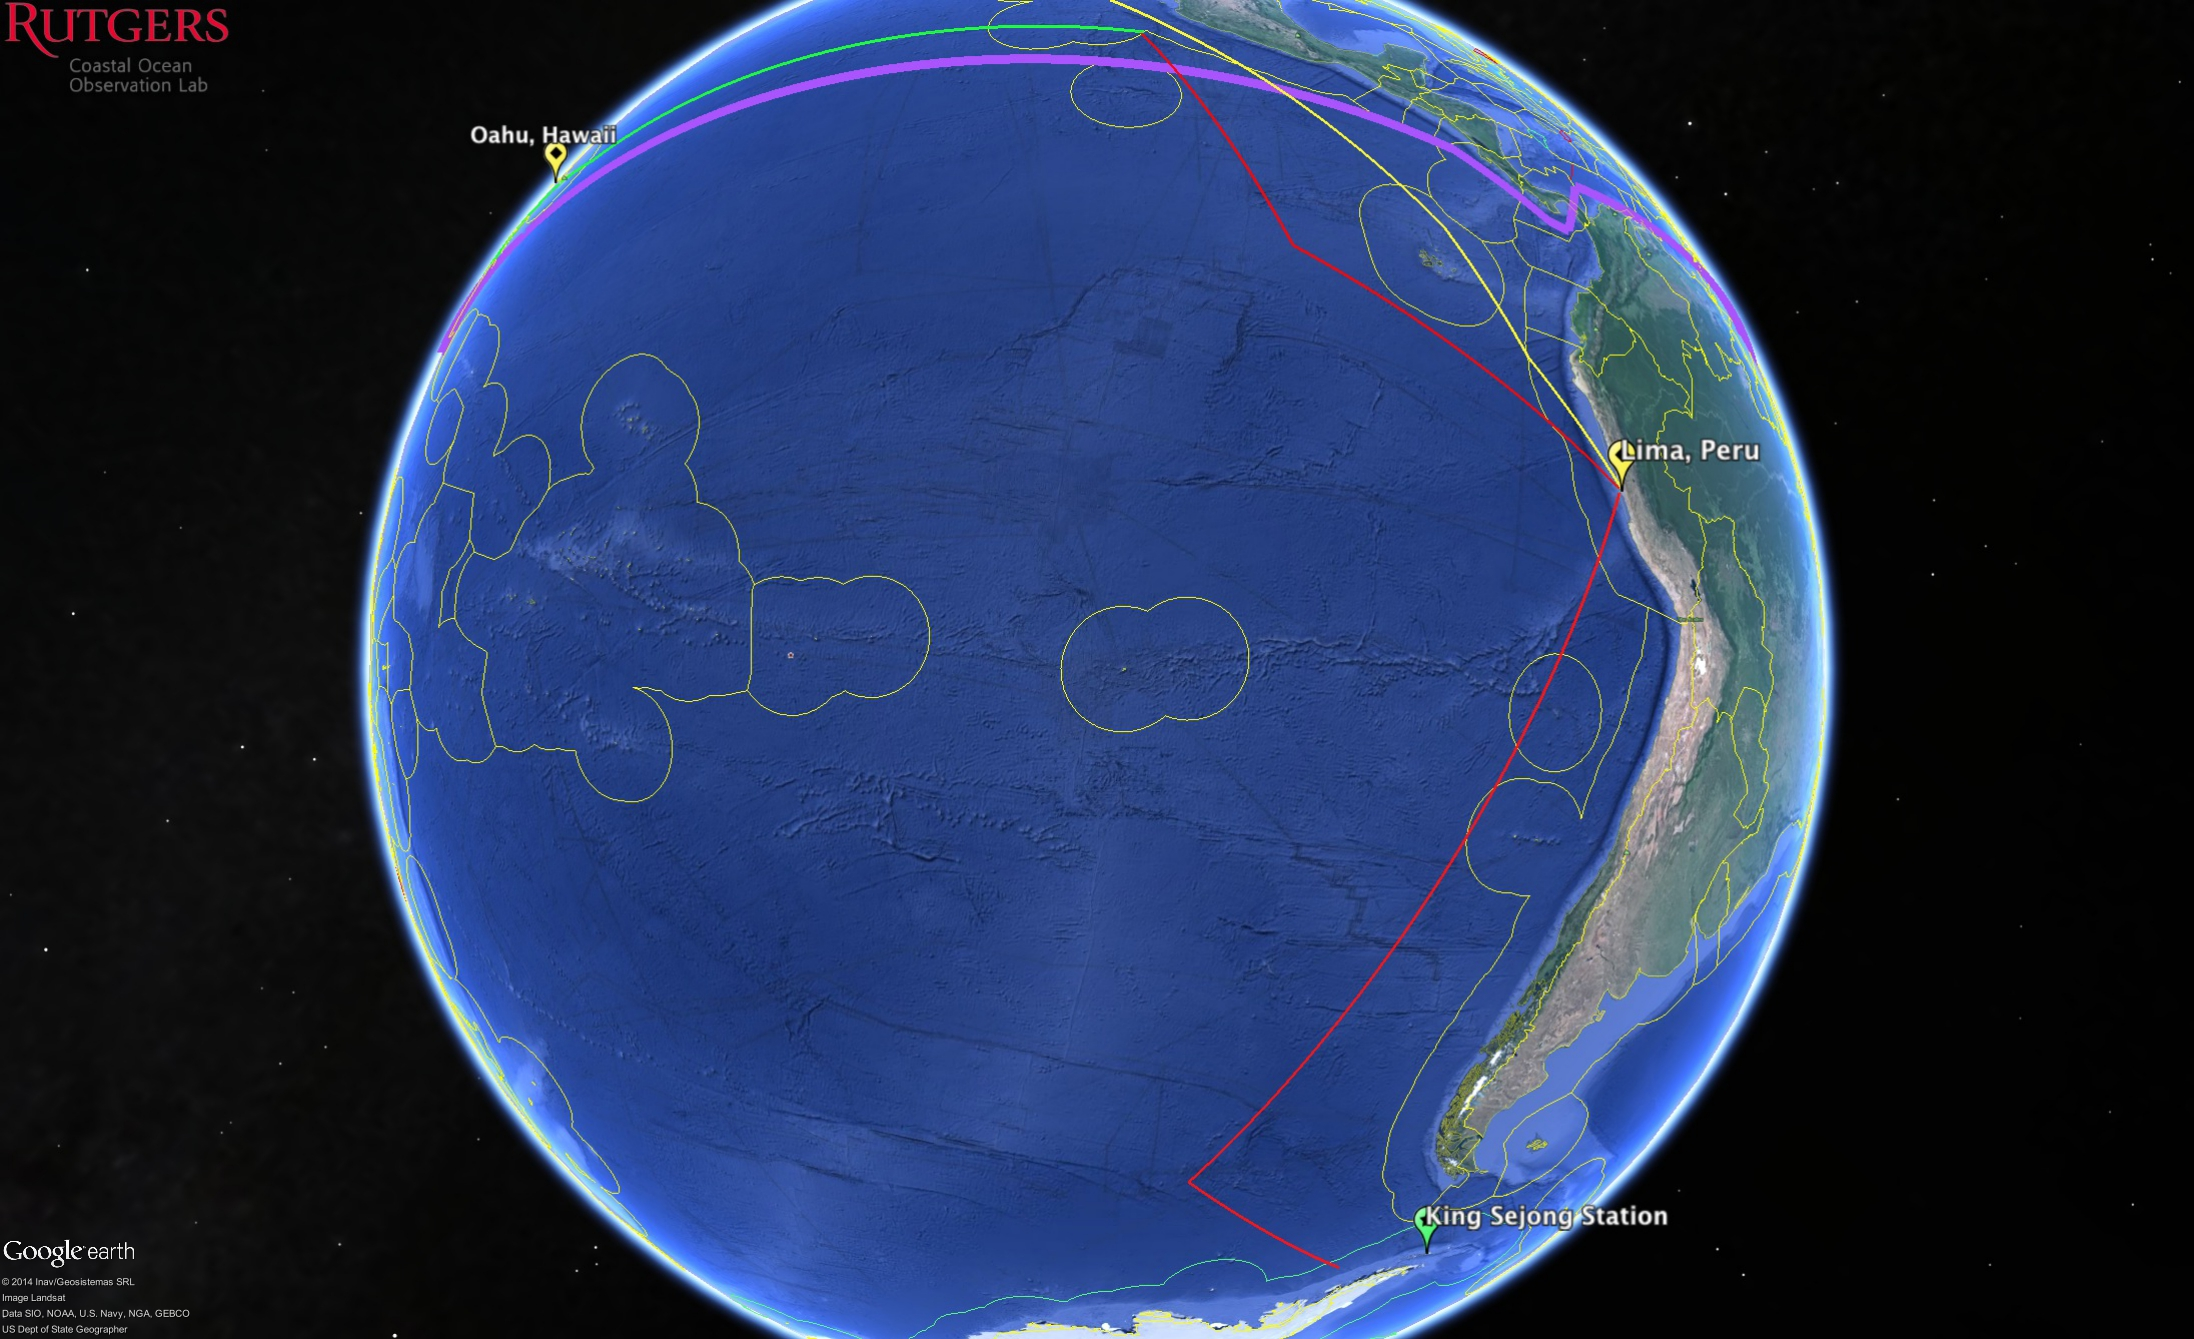 RUTGERS
Coastal Ocean
Observation Lab
Oahu, Hawaii
Lima, Peru
King Sejong Station
Google earth
© 2014 Inav/Geosistemas SRL
Image Landsat
Data SIO, NOAA, U.S. Navy, NGA, GEBCO
US Dept of State Geographer